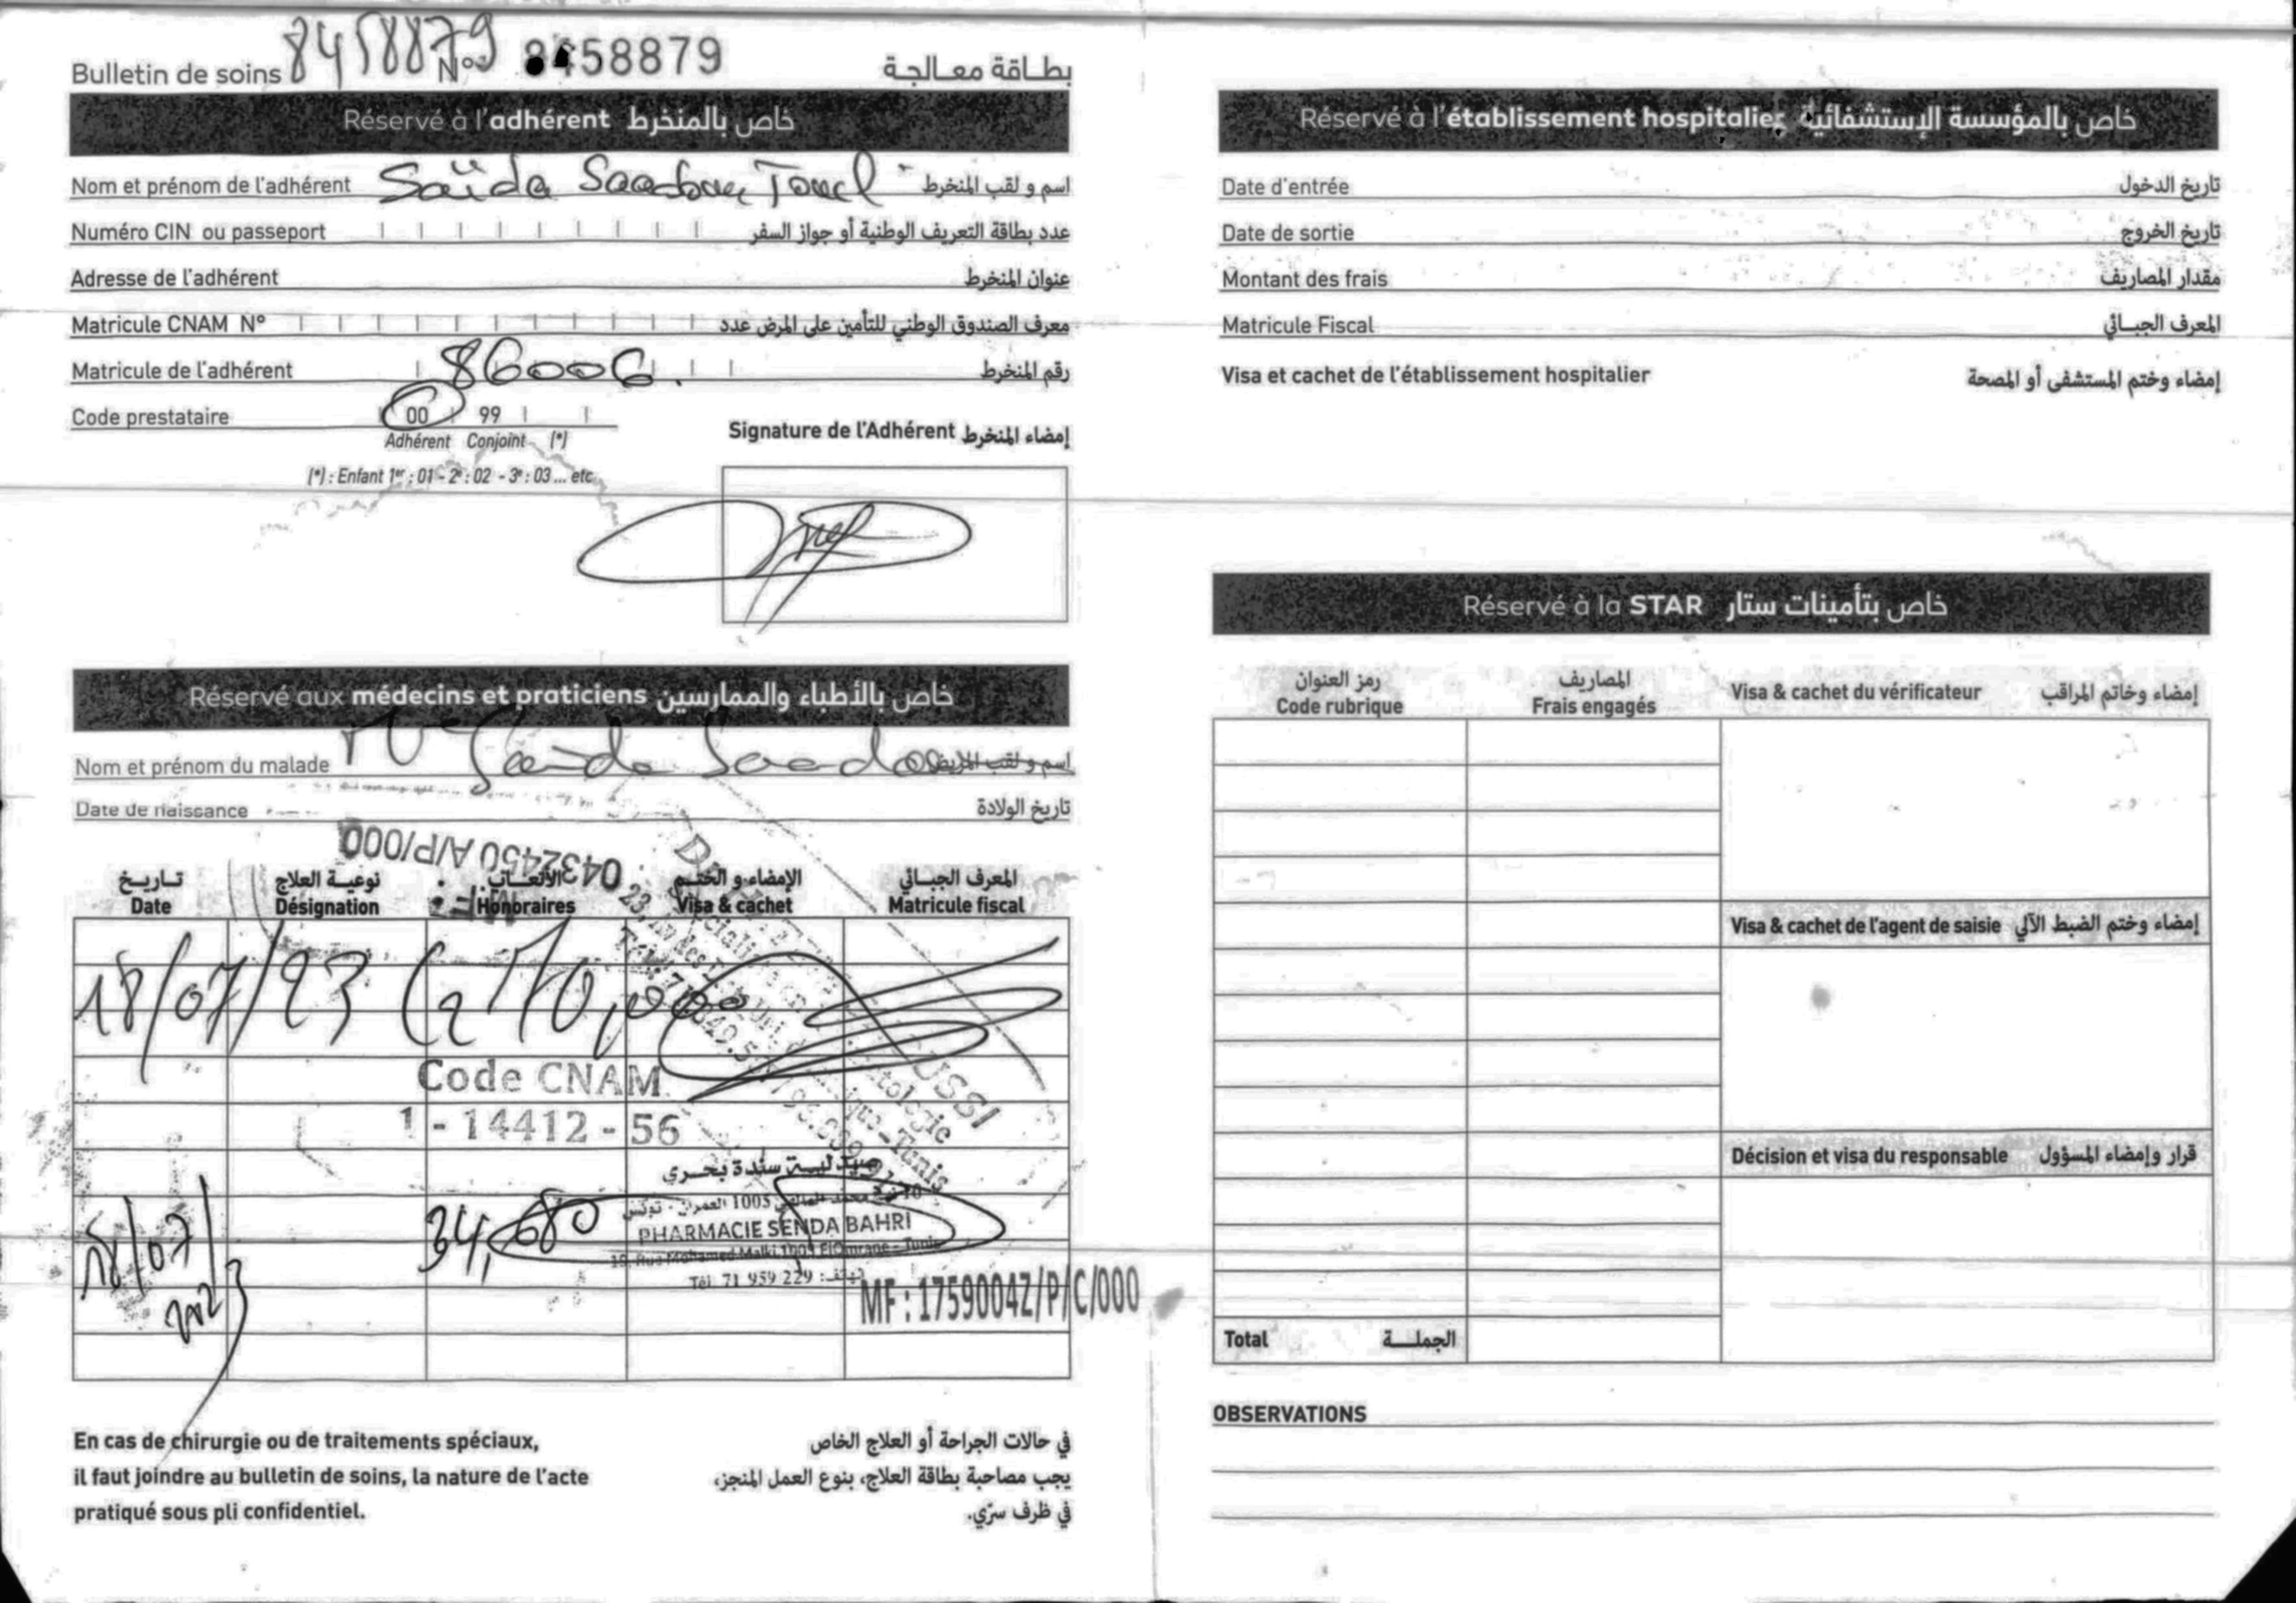 Bulletin de soins 8458879 N° 8458879 بطاقة معالجة
Réservé à l'adhérent خاص بالمنخرط
Nom et prénom de l'adhérent Saïda اسم و لقب المنخرط
Numéro CIN ou passeport عدد بطاقة التعريف الوطنية أو جواز السفر
Adresse de l'adhérent عنوان المنخرط
Matricule CNAM N° معرف الصندوق الوطني للتأمين على المرض عدد
Matricule de l'adhérent 86006 رقم المنخرط
Code prestataire 00 99
Adhérent Conjoint (*)
(*) : Enfant 1er : 01 - 2e : 02 - 3e : 03 ... etc.
Signature de l'Adhérent إمضاء المنخرط
Réservé aux médecins et praticiens خاص بالأطباء والممارسين
Nom et prénom du malade Saïda اسم و لقب المريض
Date de naissance تاريخ الولادة
0432450 A/P/000
تاريخ نوعية العلاج الأتعاب الإمضاء و الختم المعرف الجبائي
Date Désignation Honoraires Visa & cachet Matricule fiscal
18/07/23
Code CNAM
1 - 14412 - 56
صيدلية سندة بحري
1005 العمران - تونس
18/07/2023 34,680 PHARMACIE SENDA BAHRI
Rue Mohamed Malki 1005 El Omrane - Tunis
Tél: 71 959 229
MF : 1759004Z/P/C/000
En cas de chirurgie ou de traitements spéciaux,
il faut joindre au bulletin de soins, la nature de l'acte
pratiqué sous pli confidentiel.
في حالات الجراحة أو العلاج الخاص
يجب مصاحبة بطاقة العلاج، بنوع العمل المنجز،
في ظرف سرّي.
Réservé à l'établissement hospitalier خاص بالمؤسسة الإستشفائية
Date d'entrée تاريخ الدخول
Date de sortie تاريخ الخروج
Montant des frais مقدار المصاريف
Matricule Fiscal المعرف الجبائي
Visa et cachet de l'établissement hospitalier إمضاء وختم المستشفى أو المصحة
Réservé à la STAR خاص بتأمينات ستار
رمز العنوان المصاريف
Code rubrique Frais engagés Visa & cachet du vérificateur إمضاء وخاتم المراقب
Visa & cachet de l'agent de saisie إمضاء وختم الضبط الآلي
Décision et visa du responsable قرار وإمضاء المسؤول
Total الجملة
OBSERVATIONS